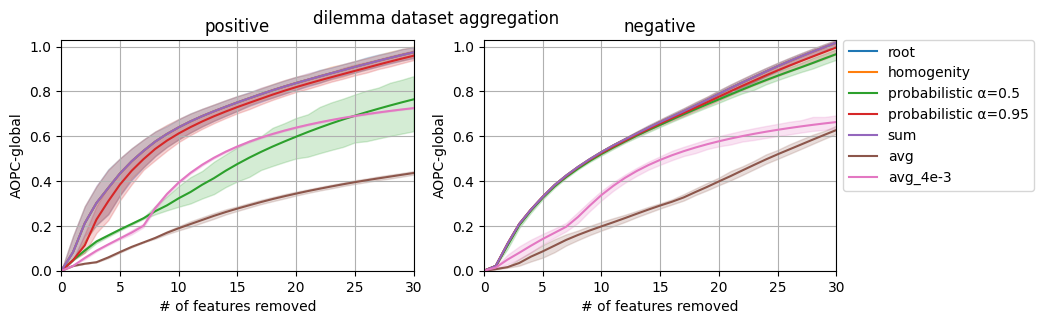 dilemma dataset aggregation
positive
AOPC-global
1.0
0.8
0.6
0.4
0.2
0.0
0 5 10 15 20 25 30
# of features removed
negative
AOPC-global
1.0
0.8
0.6
0.4
0.2
0.0
0 5 10 15 20 25 30
# of features removed
root
homogenity
probabilistic α=0.5
probabilistic α=0.95
sum
avg
avg_4e-3